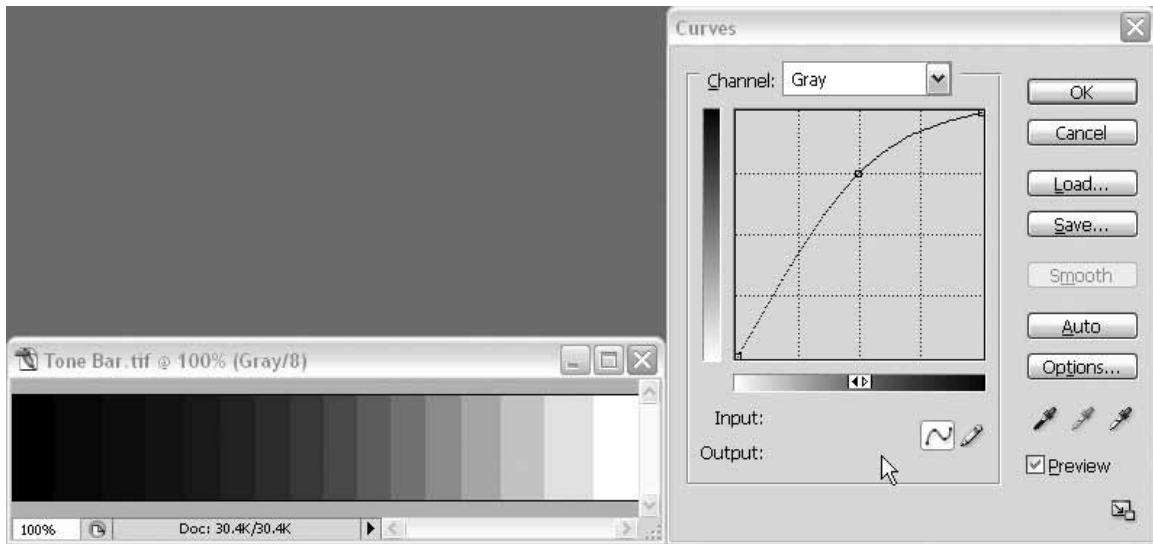 Curves
Channel: Gray
OK
Cancel
Load...
Save...
Smooth
Auto
Options...
Input:
Output:
Preview
Tone Bar.tif @ 100% (Gray/8)
100%
Doc: 30.4K/30.4K